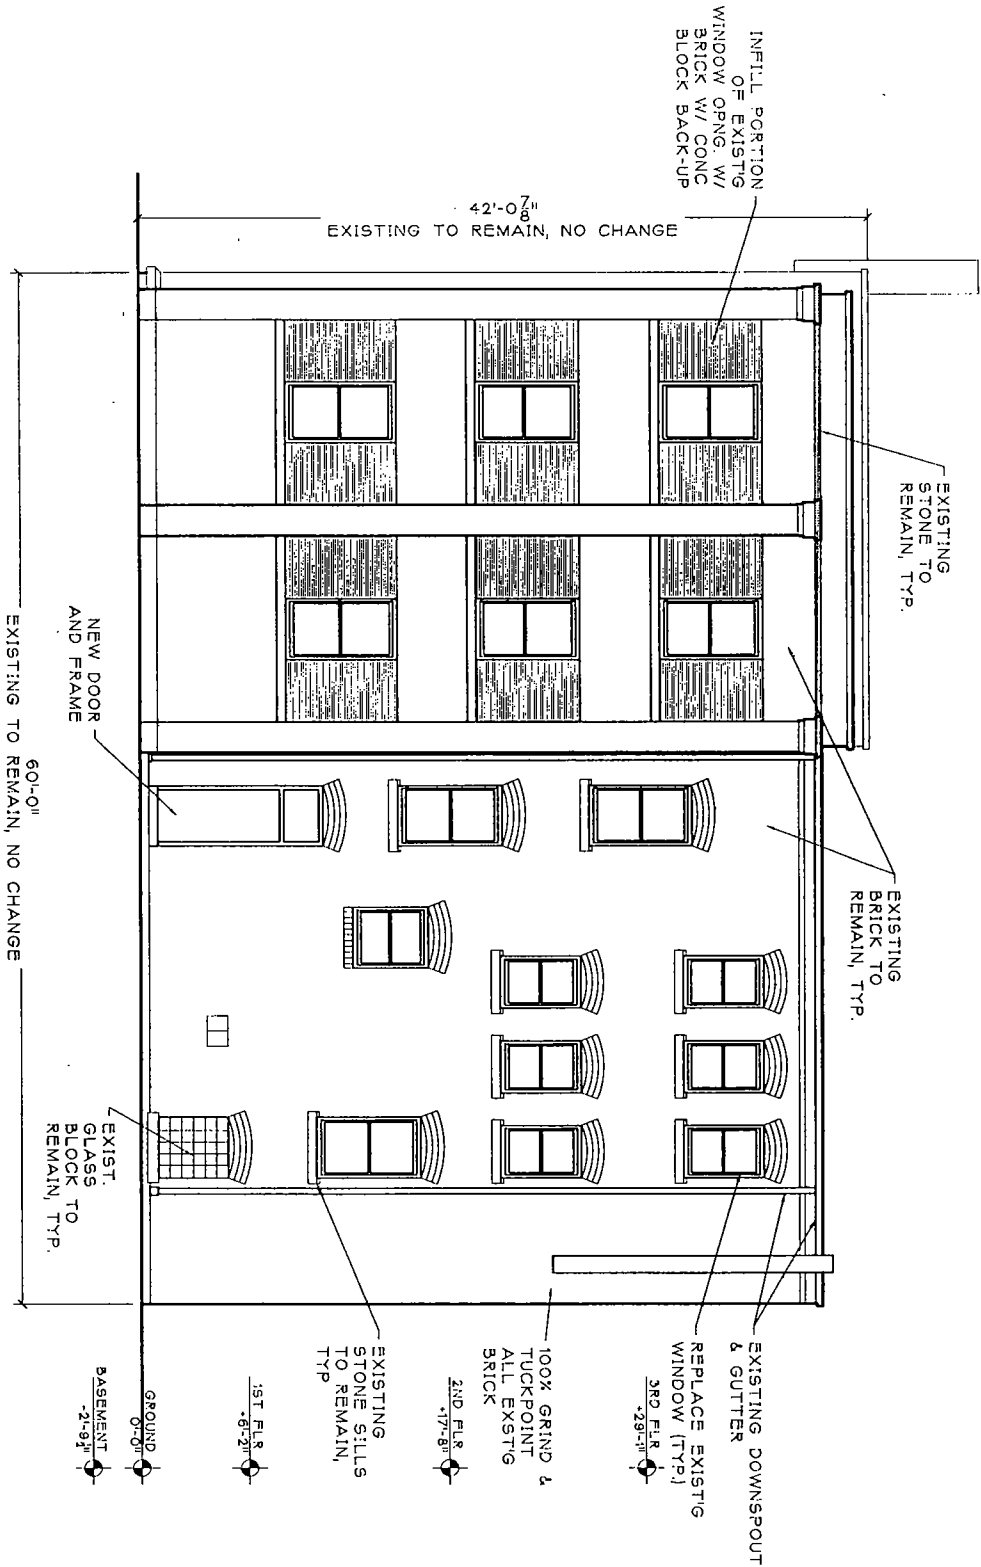 INFILL PORTION
OF EXIST'G
WINDOW OPNG. W/
BRICK W/ CONC
BLOCK BACK-UP
42'-0 7/8"
EXISTING TO REMAIN, NO CHANGE
EXISTING
STONE TO
REMAIN, TYP.
EXISTING
BRICK TO
REMAIN, TYP.
NEW DOOR
AND FRAME
60'-0"
EXISTING TO REMAIN, NO CHANGE
EXIST.
GLASS
BLOCK TO
REMAIN, TYP.
EXISTING DOWNSPOUT
& GUTTER
REPLACE EXIST'G
WINDOW (TYP.)
100% GRIND &
TUCKPOINT
ALL EXST'G
BRICK
EXISTING
STONE SILLS
TO REMAIN,
TYP
3RD FLR
+29'-1"
2ND FLR
+17'-8"
1ST FLR
+6'-2"
GROUND
0'-0"
BASEMENT
-2'-9½"